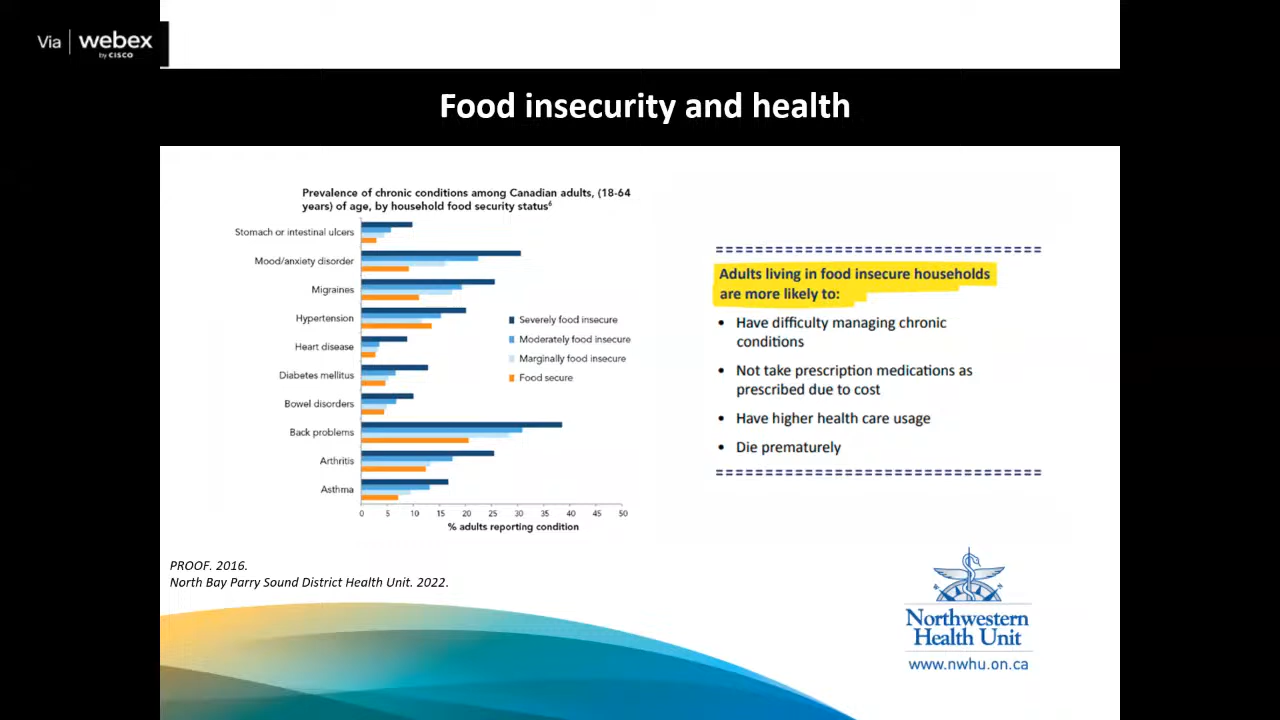 Via webex
by CISCO
Food insecurity and health
Prevalence of chronic conditions among Canadian adults, (18-64
years) of age, by household food security status⁶
Stomach or intestinal ulcers
Mood/anxiety disorder
Migraines
Hypertension
Heart disease
Diabetes mellitus
Bowel disorders
Back problems
Arthritis
Asthma
Severely food insecure
Moderately food insecure
Marginally food insecure
Food secure
0 5 10 15 20 25 30 35 40 45 50
% adults reporting condition
Adults living in food insecure households
are more likely to:
• Have difficulty managing chronic
conditions
• Not take prescription medications as
prescribed due to cost
• Have higher health care usage
• Die prematurely
PROOF. 2016.
North Bay Parry Sound District Health Unit. 2022.
N
Northwestern
Health Unit
www.nwhu.on.ca